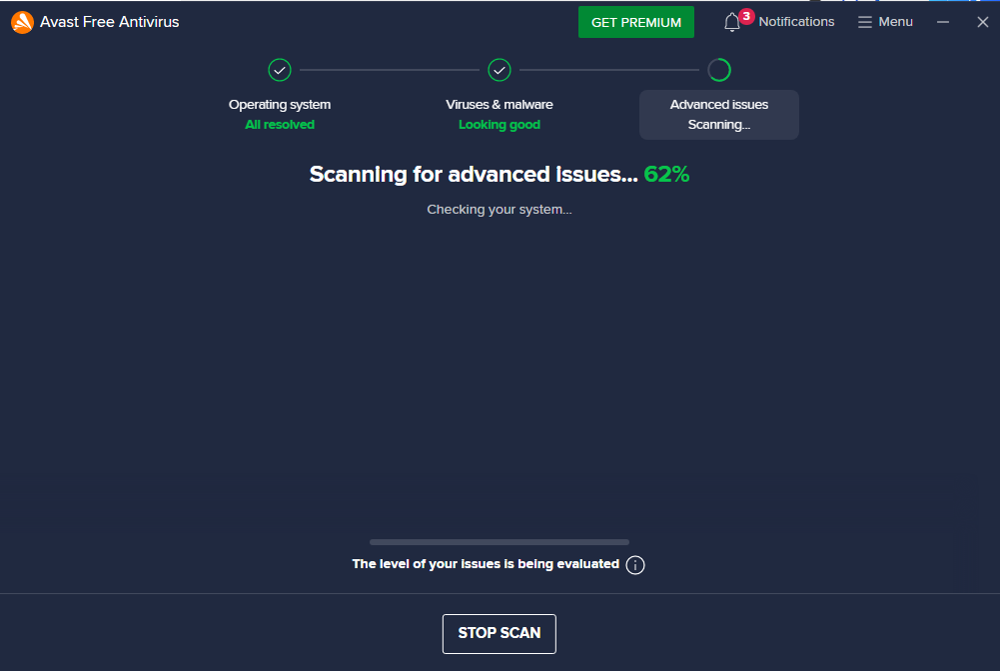 Avast Free Antivirus
GET PREMIUM
3
Notifications
Menu
Operating system
All resolved
Viruses & malware
Looking good
Advanced issues
Scanning...
Scanning for advanced issues... 62%
Checking your system...
The level of your issues is being evaluated
STOP SCAN